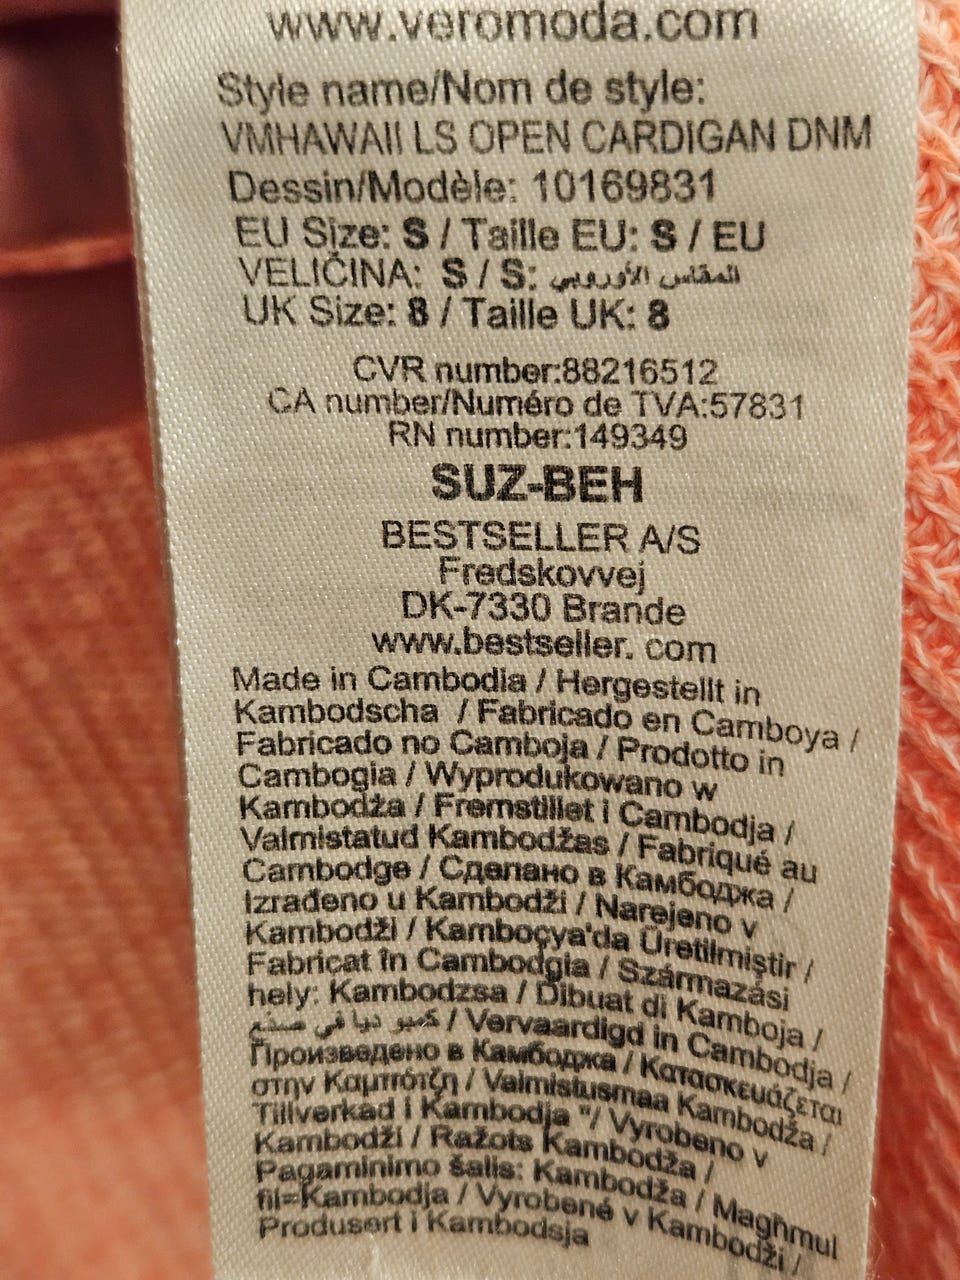 www.veromoda.com
Style name/Nom de style:
VMHAWAII LS OPEN CARDIGAN DNM
Dessin/Modèle: 10169831
EU Size: S / Taille EU: S / EU
VELIČINA: S / S: المقاس الأوروبي
UK Size: 8 / Taille UK: 8
CVR number:88216512
CA number/Numéro de TVA:57831
RN number:149349
SUZ-BEH
BESTSELLER A/S
Fredskovvej
DK-7330 Brande
www.bestseller. com
Made in Cambodia / Hergestellt in
Kambodscha / Fabricado en Camboya /
Fabricado no Camboja / Prodotto in
Cambogia / Wyprodukowano w
Kambodża / Fremstillet i Cambodja /
Valmistatud Kambodžas / Fabriqué au
Cambodge / Сделано в Камбоджа /
Izrađeno u Kambodži / Narejeno v
Kambodži / Kamboçya'da Üretilmiştir /
Fabricat în Cambodgia / Származási
hely: Kambodzsa / Dibuat di Kamboja /
كمبو ديا في صنع / Vervaardigd in Cambodja /
Произведено в Камбоджа / Κατασκευάζεται
στην Καμπότζη / Valmistusmaa Kambodža /
Tillverkad i Kambodja "/ Vyrobeno v
Kambodži / Ražots Kambodža /
Pagaminimo šalis: Kambodža / Magħmul
fil=Kambodja / Vyrobené v Kambodži /
Produsert i Kambodsja